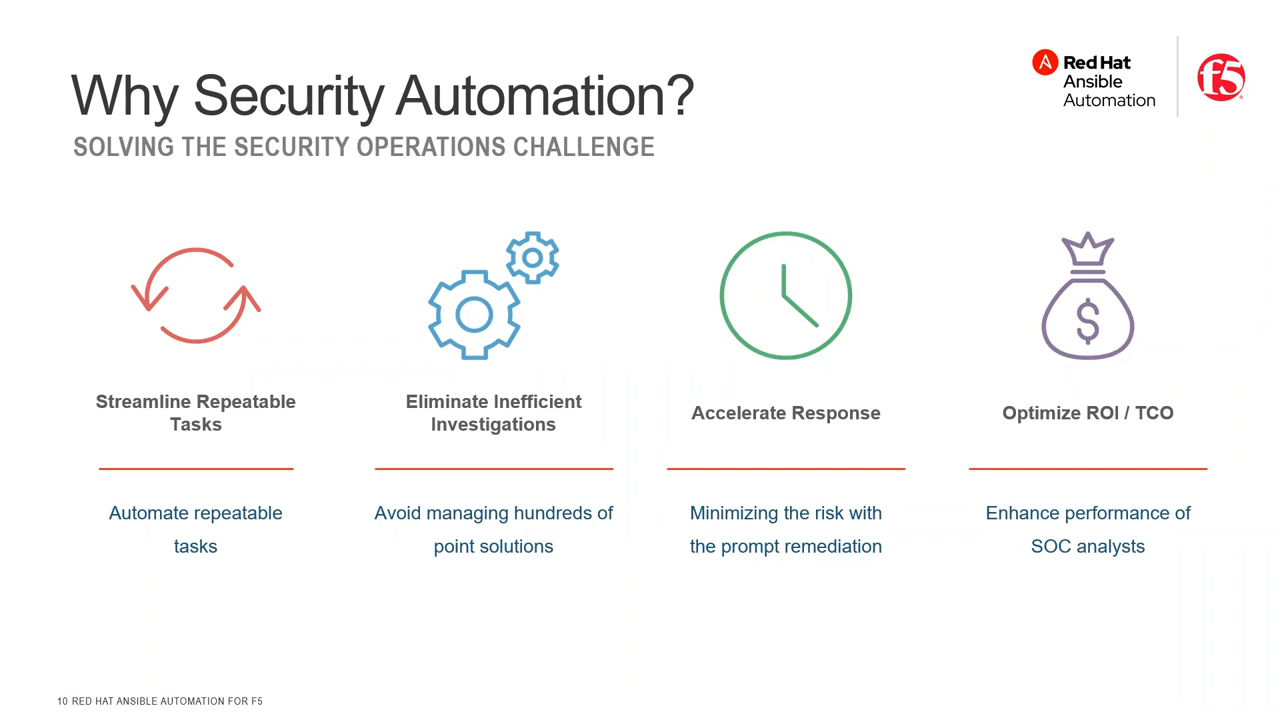 Why Security Automation?
SOLVING THE SECURITY OPERATIONS CHALLENGE
Red Hat
Ansible
Automation
f5
Streamline Repeatable
Tasks
Automate repeatable
tasks
Eliminate Inefficient
Investigations
Avoid managing hundreds of
point solutions
Accelerate Response
Minimizing the risk with
the prompt remediation
$
Optimize ROI / TCO
Enhance performance of
SOC analysts
10 RED HAT ANSIBLE AUTOMATION FOR F5